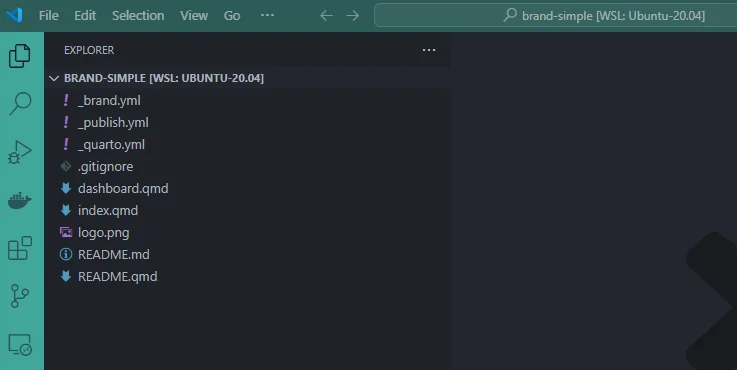 File Edit Selection View Go ··· brand-simple [WSL: Ubuntu-20.04]
EXPLORER ···
BRAND-SIMPLE [WSL: UBUNTU-20.04]
_brand.yml
_publish.yml
_quarto.yml
.gitignore
dashboard.qmd
index.qmd
logo.png
README.md
README.qmd